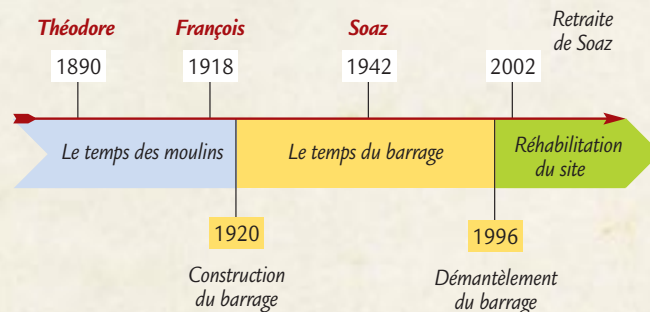 Théodore
François
Soaz
Retraite
de Soaz
1890
1918
1942
2002
Le temps des moulins
Le temps du barrage
Réhabilitation
du site
1920
1996
Construction
du barrage
Démantèlement
du barrage